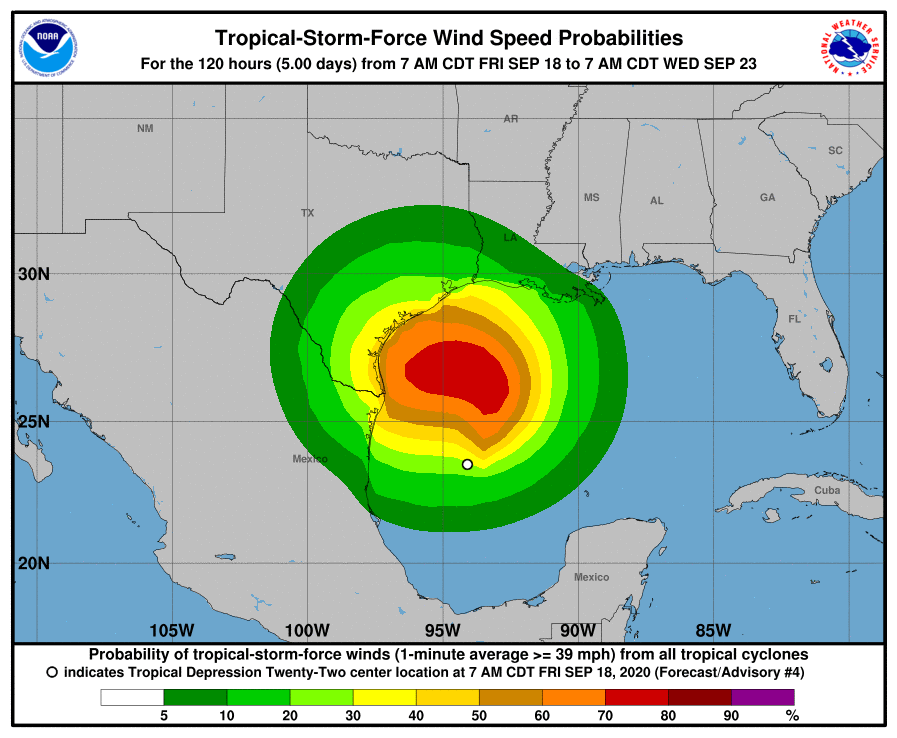 NOAA
Tropical-Storm-Force Wind Speed Probabilities
For the 120 hours (5.00 days) from 7 AM CDT FRI SEP 18 to 7 AM CDT WED SEP 23
NATIONAL WEATHER SERVICE
NM
AR
SC
MS
AL
GA
TX
LA
30N
FL
25N
Mexico
Cuba
20N
Mexico
105W 100W 95W 90W 85W
Probability of tropical-storm-force winds (1-minute average >= 39 mph) from all tropical cyclones
indicates Tropical Depression Twenty-Two center location at 7 AM CDT FRI SEP 18, 2020 (Forecast/Advisory #4)
5 10 20 30 40 50 60 70 80 90 %